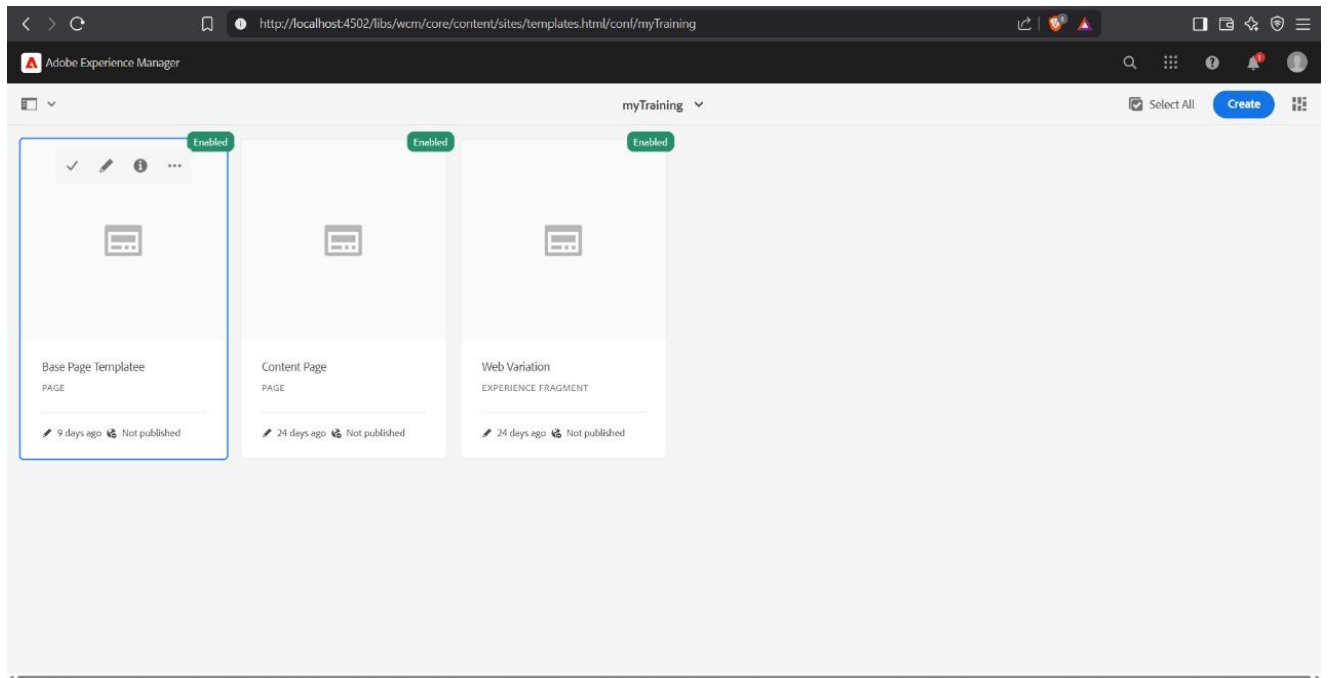 http://localhost:4502/libs/wcm/core/content/sites/templates.html/conf/myTraining
Adobe Experience Manager
myTraining
Select All
Create
Enabled
Enabled
Enabled
Base Page Templatee
PAGE
9 days ago Not published
Content Page
PAGE
24 days ago Not published
Web Variation
EXPERIENCE FRAGMENT
24 days ago Not published